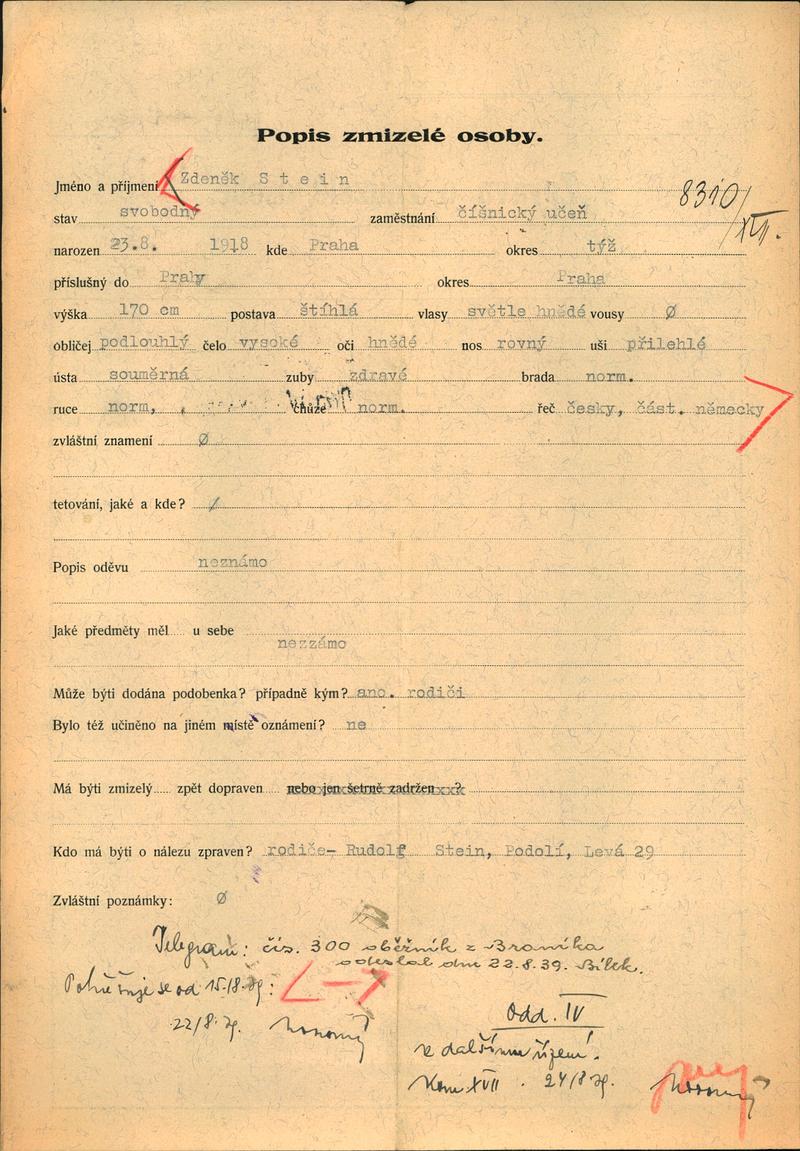 Popis zmizelé osoby.
Jméno a příjmení Zdeněk Stein
8310/XII.
stav svobodný zaměstnání číšnický učeň
narozen 23.8. 1918 kde Praha okres týž
příslušný do Prahy okres Praha
výška 170 cm postava štíhlá vlasy světle hnědé vousy Ø
obličej podlouhlý čelo vysoké oči hnědé nos rovný uši přilehlé
ústa souměrná zuby zdravé brada norm.
ruce norm, chůze norm. řeč česky, část. německy
zvláštní znamení Ø
tetování, jaké a kde? /
Popis oděvu neznámo
Jaké předměty měl u sebe
nezzámo
Může býti dodána podobenka? případně kým? ano. rodiči
Bylo též učiněno na jiném místě oznámení? ne
Má býti zmizelý zpět dopraven nebo jen šetrně zadržen ?
Kdo má býti o nálezu zpraven? rodiče- Rudolf Stein, Podolí, Levá 29
Zvláštní poznámky: Ø
Telegram: čís. 300 oběžník z Braníka
odeslal dne 22.8.39. Bílek.
Pohřešuje se od 15/8. 39:
22/8. 39.
Odd. IV
k dalšímu řízení.
Kom XVII . 24/8 39.